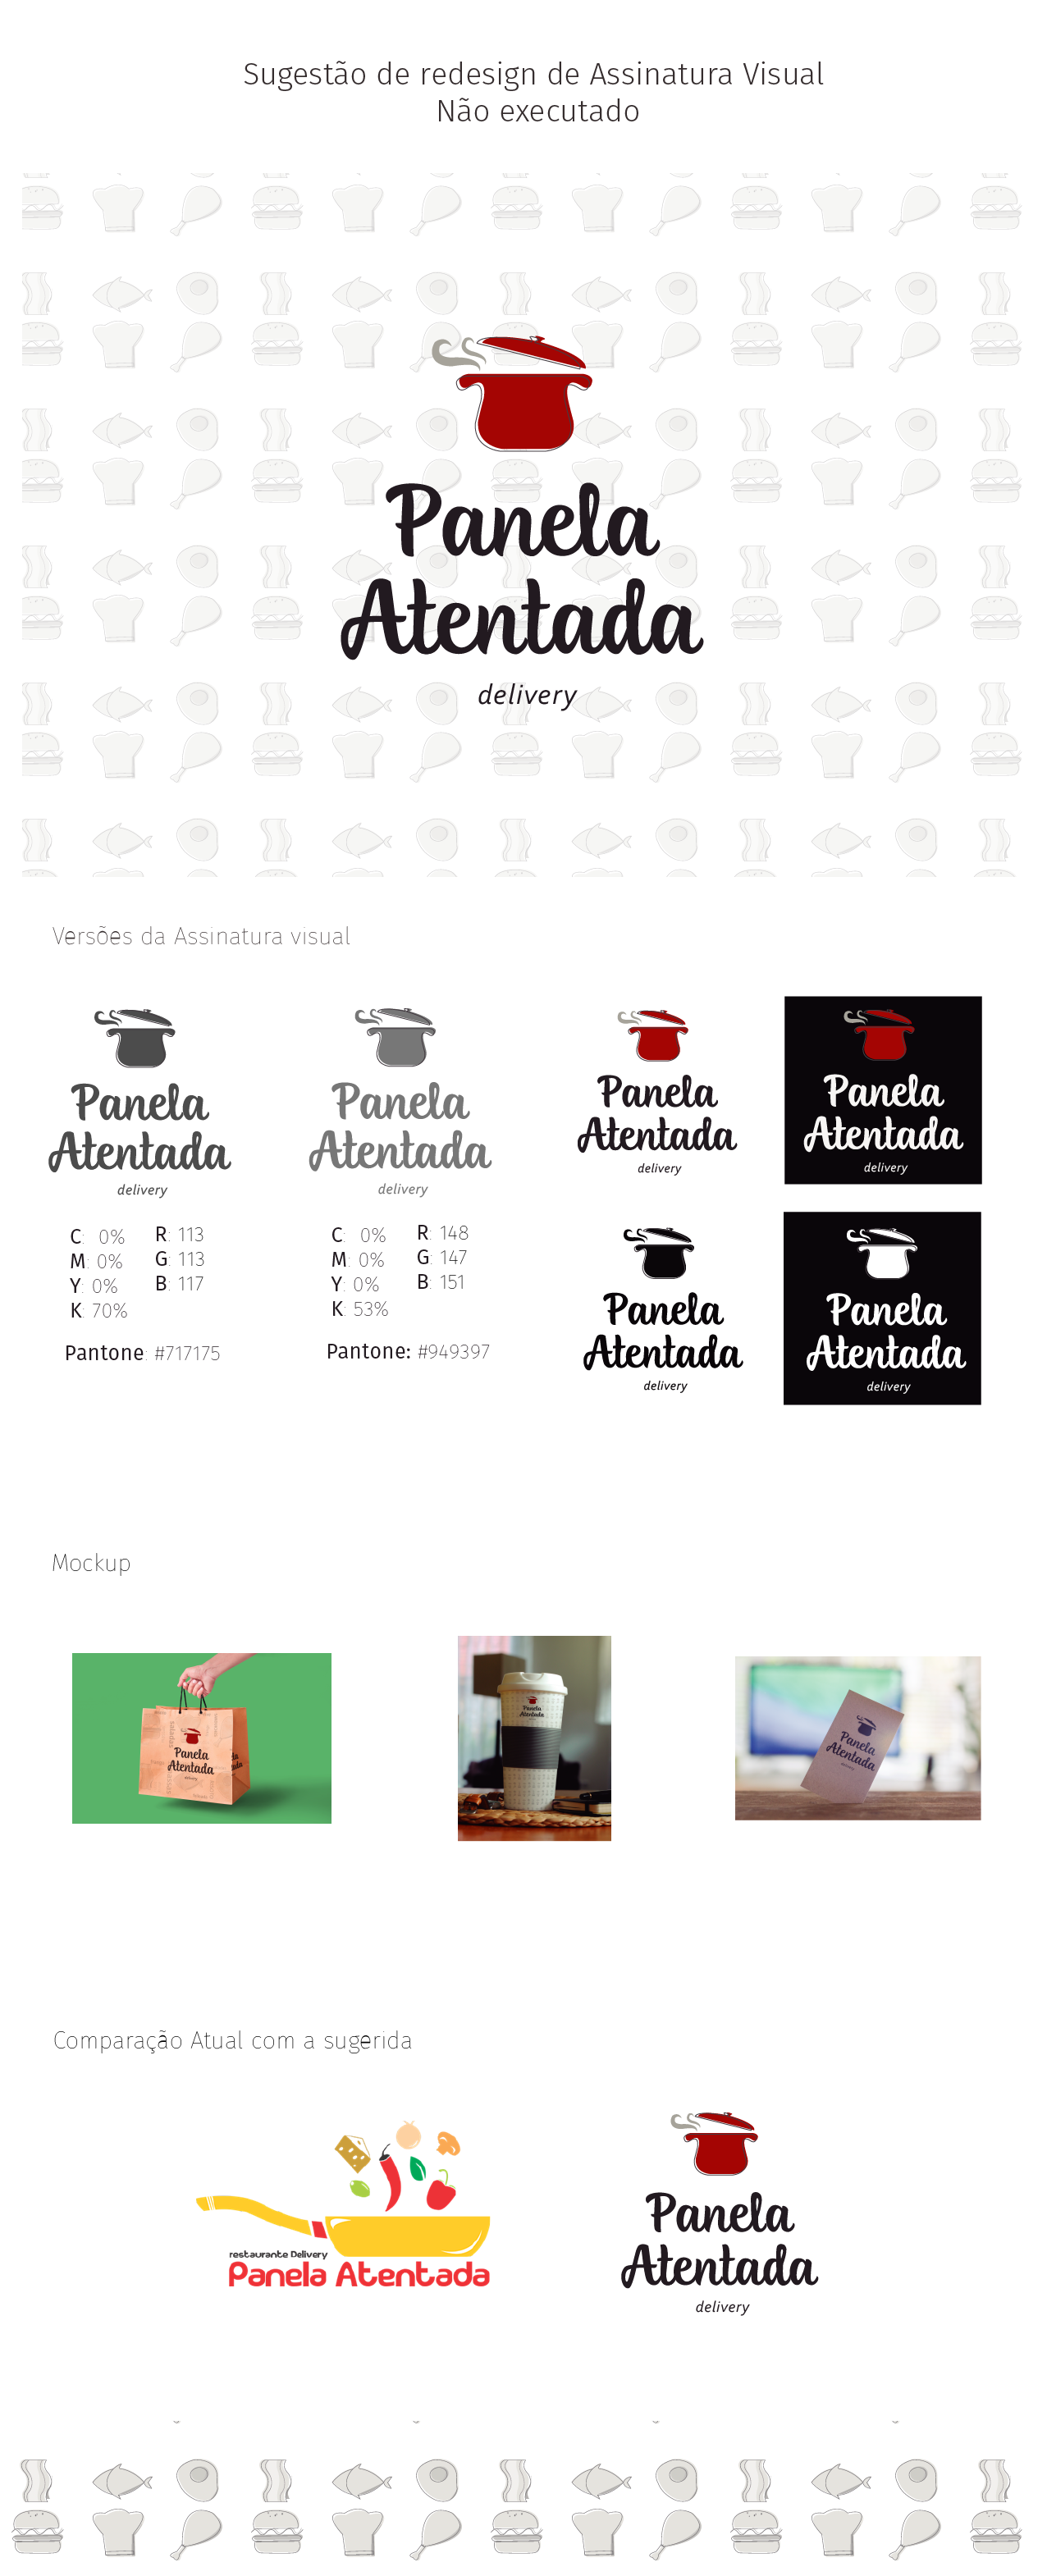 Sugestão de redesign de Assinatura Visual
Não executado
Panela
Atentada
delivery
Versões da Assinatura visual
Panela
Atentada
delivery
C: 0%
M: 0%
Y: 0%
K: 70%
R: 113
G: 113
B: 117
Pantone: #717175
Panela
Atentada
delivery
C: 0%
M: 0%
Y: 0%
K: 53%
R: 148
G: 147
B: 151
Pantone: #949397
Panela
Atentada
delivery
Panela
Atentada
delivery
Panela
Atentada
delivery
Panela
Atentada
delivery
Mockup
Panela
Atentada
delivery
Panela
Atentada
Panela
Atentada
delivery
Comparação Atual com a sugerida
restaurante Delivery
Panela Atentada
Panela
Atentada
delivery